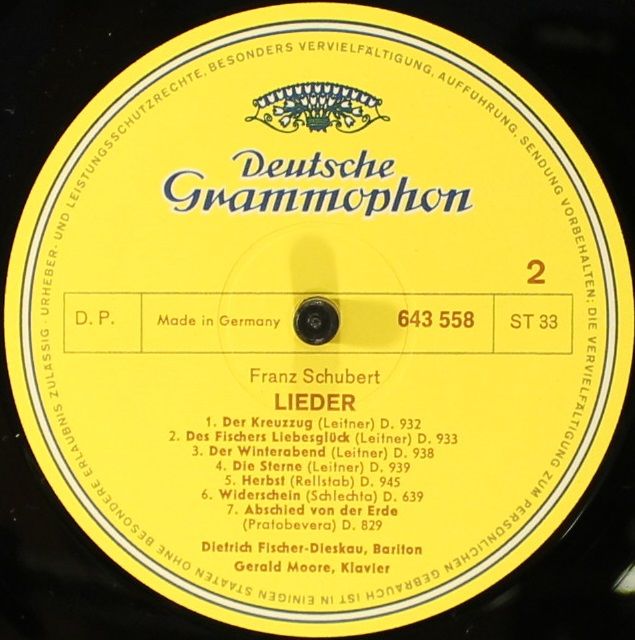 Deutsche
Grammophon
2
D. P. Made in Germany 643 558 ST 33
Franz Schubert
LIEDER
1. Der Kreuzzug (Leitner) D. 932
2. Des Fischers Liebesglück (Leitner) D. 933
3. Der Winterabend (Leitner) D. 938
4. Die Sterne (Leitner) D. 939
5. Herbst (Rellstab) D. 945
6. Widerschein (Schlechta) D. 639
7. Abschied von der Erde
(Pratobevera) D. 829
Dietrich Fischer-Dieskau, Bariton
Gerald Moore, Klavier
URHEBER- UND LEISTUNGSSCHUTZRECHTE, BESONDERS VERVIELFÄLTIGUNG, AUFFÜHRUNG, SENDUNG VORBEHALTEN; DIE VERVIELFÄLTIGUNG ZUM PERSÖNLICHEN GEBRAUCH IST IN EINIGEN STAATEN OHNE BESONDERE ERLAUBNIS ZULÄSSIG ·